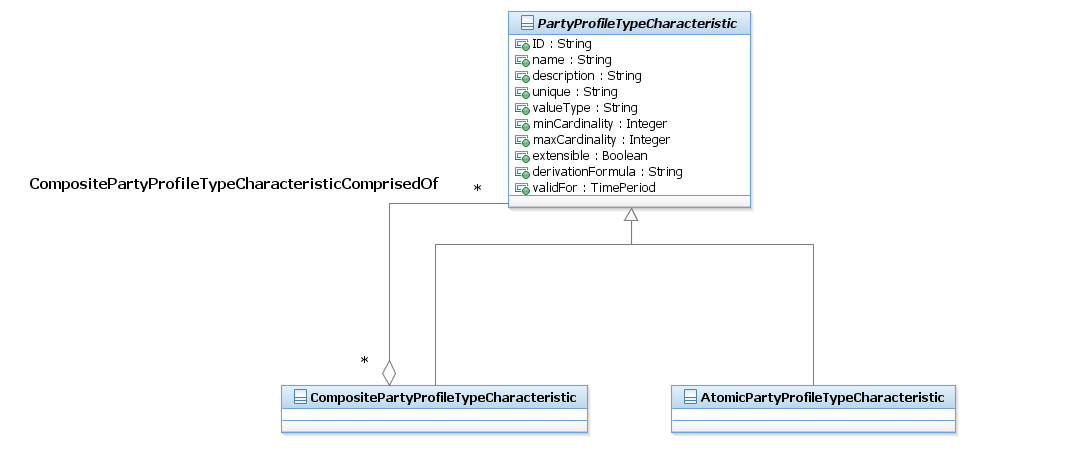 PartyProfileTypeCharacteristic
ID : String
name : String
description : String
unique : String
valueType : String
minCardinality : Integer
maxCardinality : Integer
extensible : Boolean
derivationFormula : String
validFor : TimePeriod
CompositePartyProfileTypeCharacteristicComprisedOf
*
*
CompositePartyProfileTypeCharacteristic
AtomicPartyProfileTypeCharacteristic